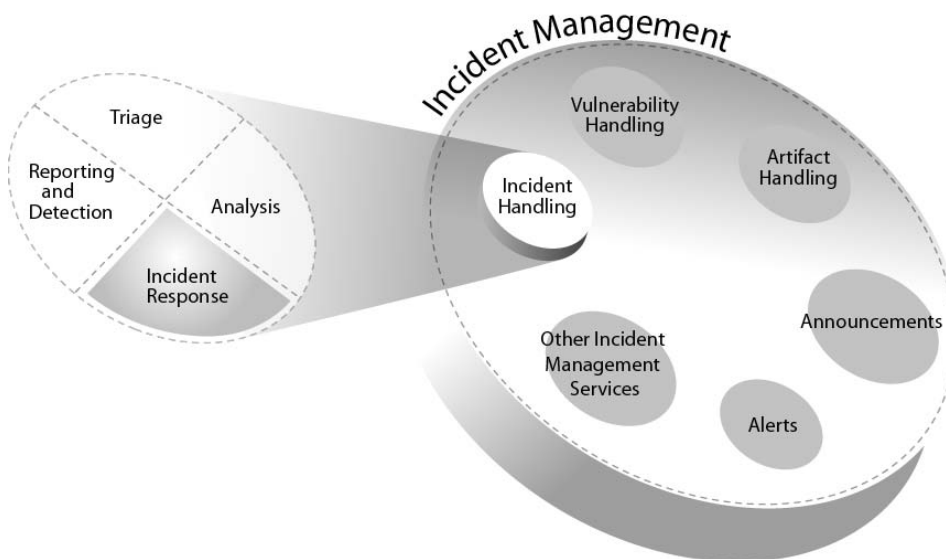 Incident Management
Triage
Reporting
and
Detection
Analysis
Incident
Response
Incident
Handling
Vulnerability
Handling
Artifact
Handling
Announcements
Other Incident
Management
Services
Alerts